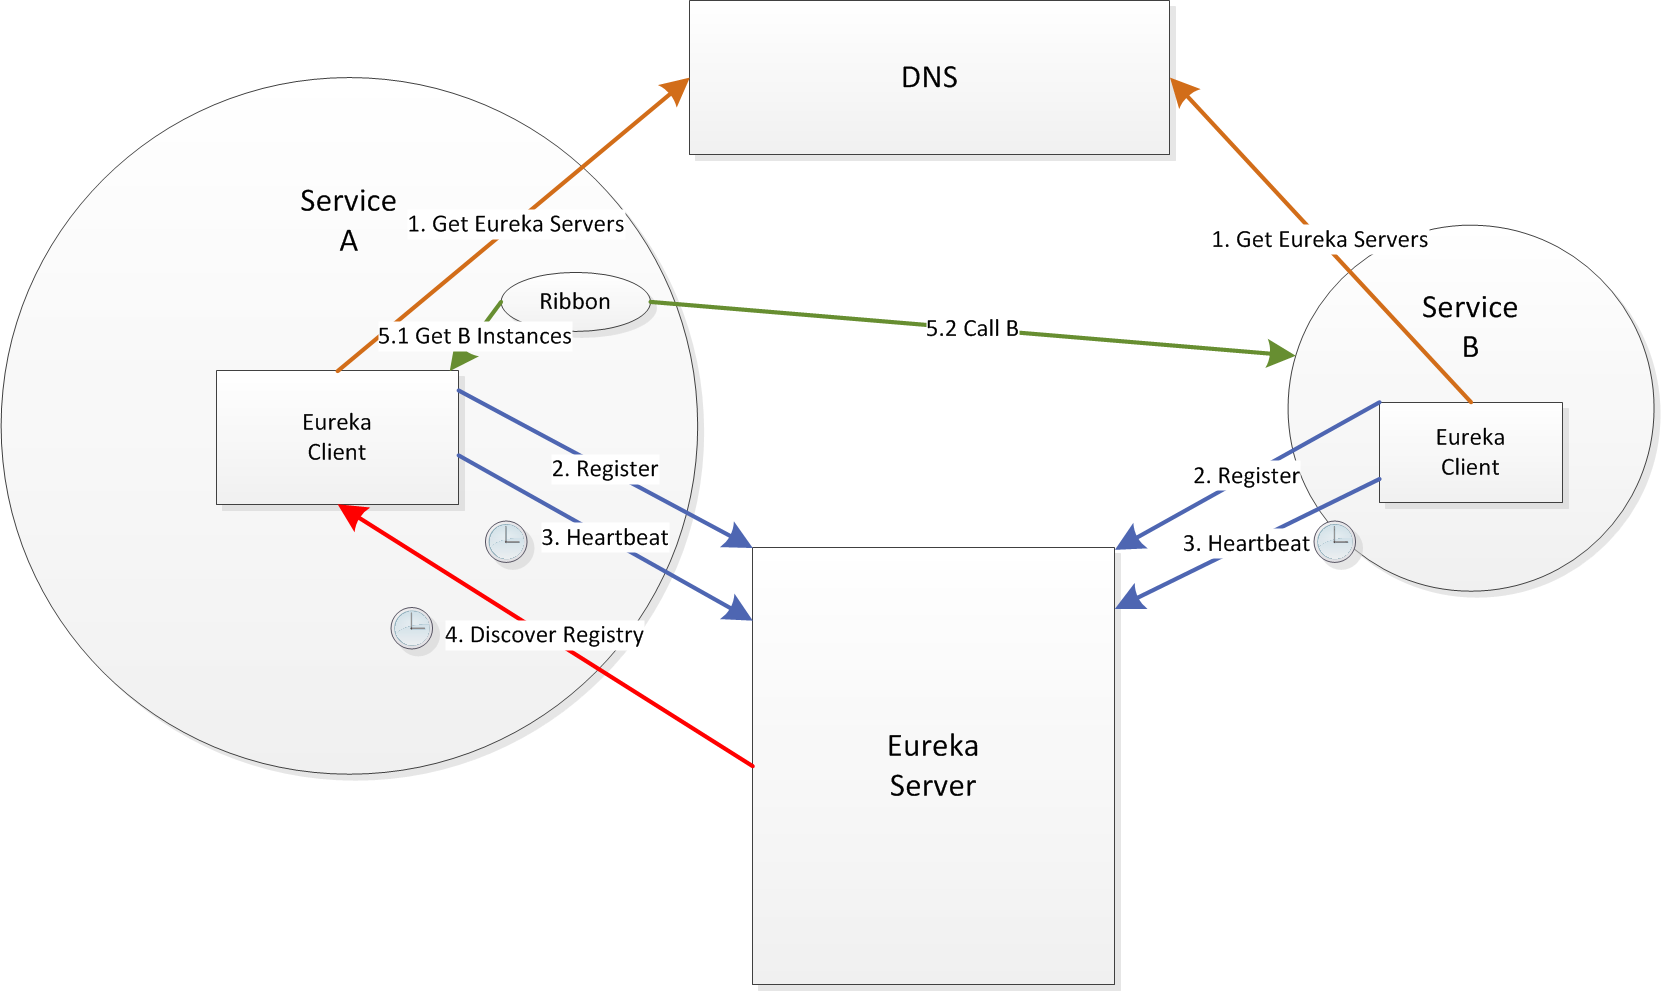 DNS
Service
A
1. Get Eureka Servers
1. Get Eureka Servers
Ribbon
Service
B
5.1 Get B Instances
5.2 Call B
Eureka
Client
Eureka
Client
2. Register
2. Register
3. Heartbeat
3. Heartbeat
4. Discover Registry
Eureka
Server